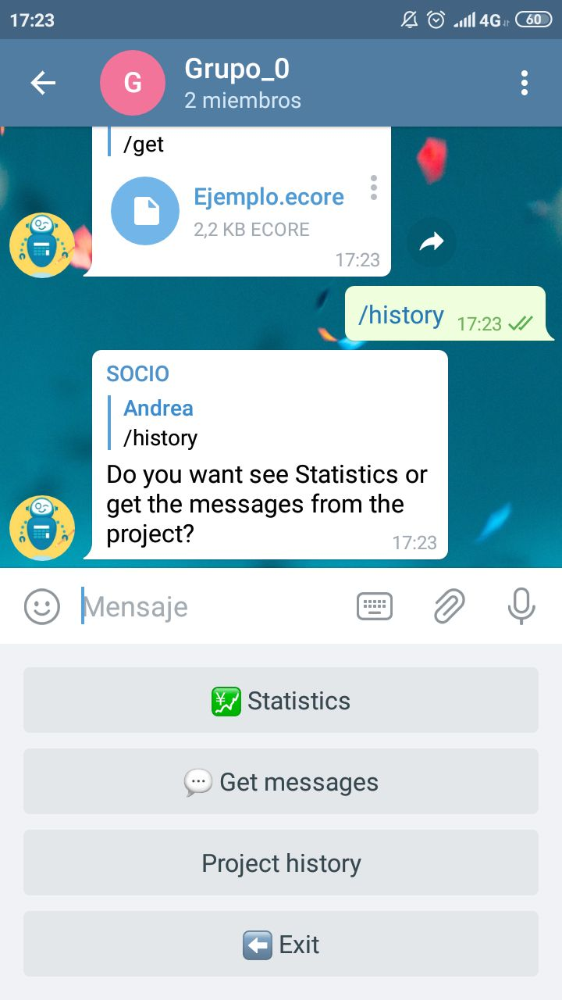 17:23
4G
60
G
Grupo_0
2 miembros
/get
Ejemplo.ecore
2,2 KB ECORE
17:23
/history 17:23
SOCIO
Andrea
/history
Do you want see Statistics or
get the messages from the
project?
17:23
Mensaje
Statistics
Get messages
Project history
Exit